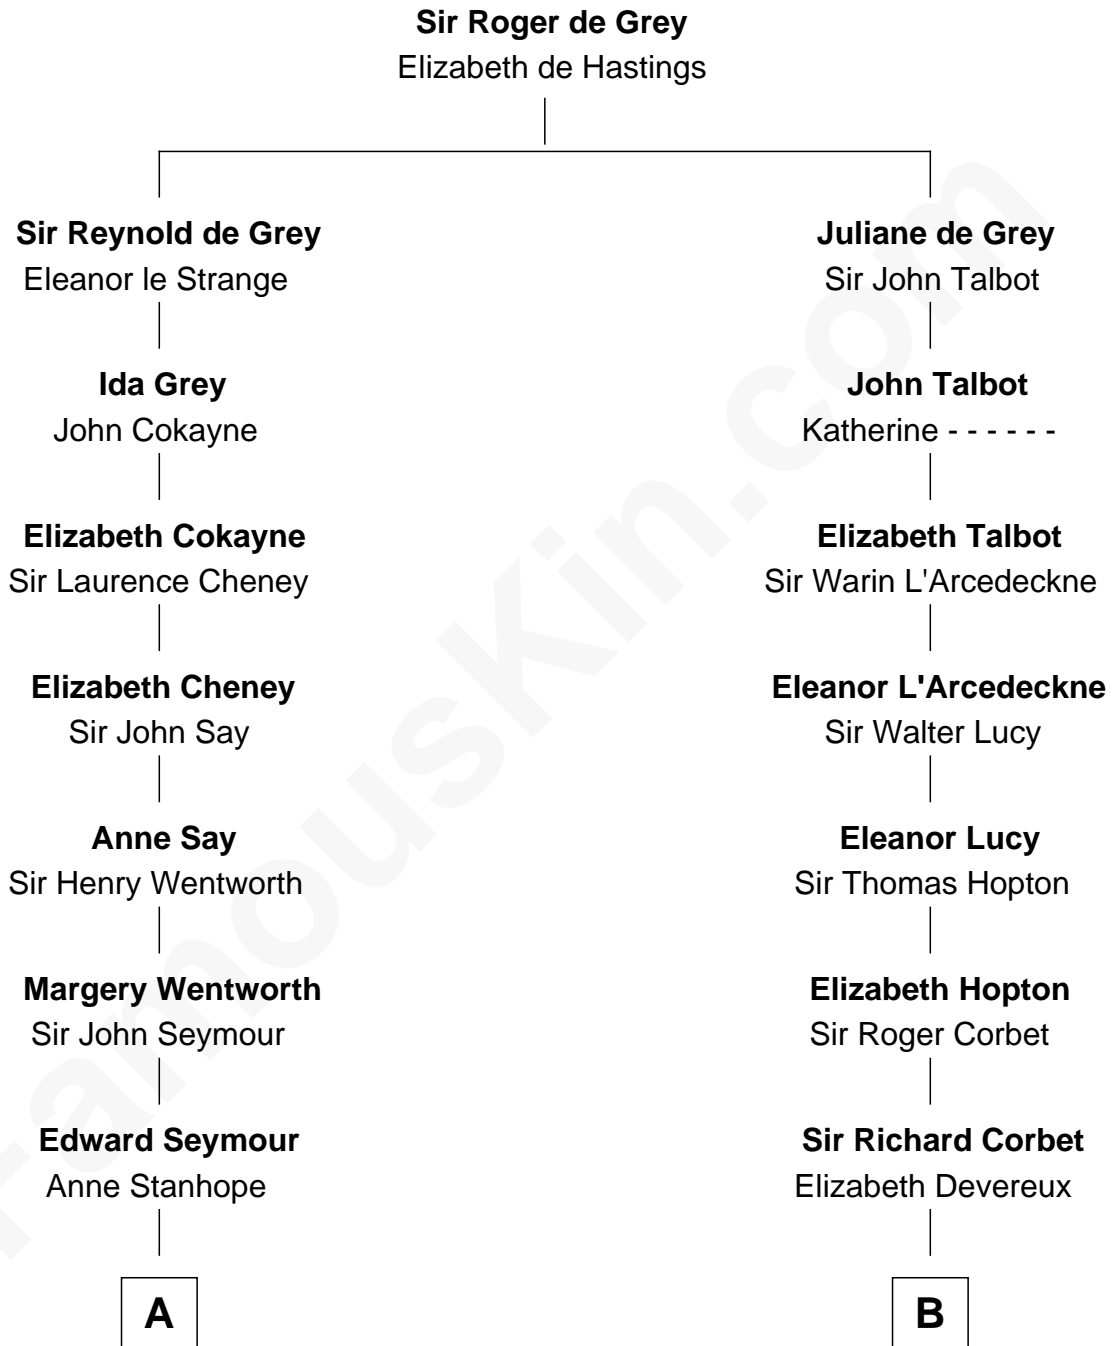 Sir Roger de Grey
Elizabeth de Hastings
Sir Reynold de Grey
Eleanor le Strange
Ida Grey
John Cokayne
Elizabeth Cokayne
Sir Laurence Cheney
Elizabeth Cheney
Sir John Say
Anne Say
Sir Henry Wentworth
Margery Wentworth
Sir John Seymour
Edward Seymour
Anne Stanhope
A
Juliane de Grey
Sir John Talbot
John Talbot
Katherine - - - - - -
Elizabeth Talbot
Sir Warin L'Arcedeckne
Eleanor L'Arcedeckne
Sir Walter Lucy
Eleanor Lucy
Sir Thomas Hopton
Elizabeth Hopton
Sir Roger Corbet
Sir Richard Corbet
Elizabeth Devereux
B
FamousKin.com